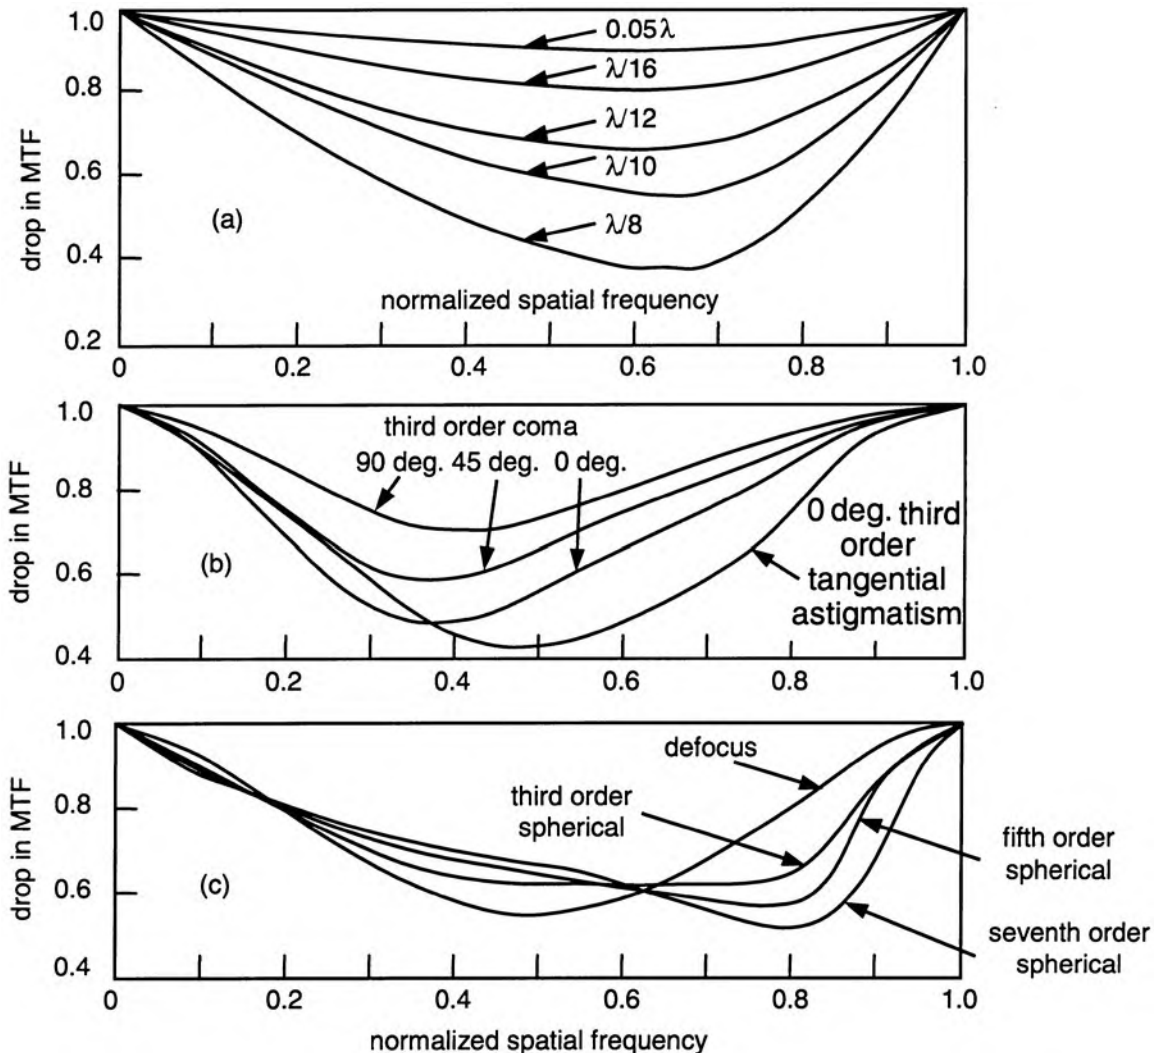 1.0
0.8
0.6
0.4
0.2
drop in MTF
(a)
0.05λ
λ/16
λ/12
λ/10
λ/8
normalized spatial frequency
0 0.2 0.4 0.6 0.8 1.0
1.0
0.8
0.6
0.4
drop in MTF
(b)
third order coma
90 deg. 45 deg. 0 deg.
0 deg. third
order
tangential
astigmatism
0 0.2 0.4 0.6 0.8 1.0
1.0
0.8
0.6
0.4
drop in MTF
(c)
defocus
third order
spherical
fifth order
spherical
seventh order
spherical
0 0.2 0.4 0.6 0.8 1.0
normalized spatial frequency